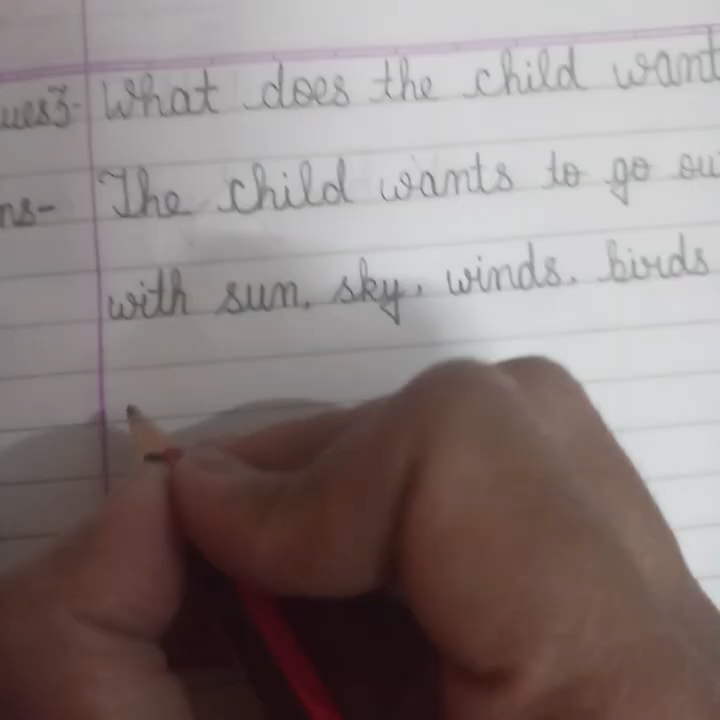 ues3- What does the child want
ns- The child wants to go ou
with sun, sky, winds, birds